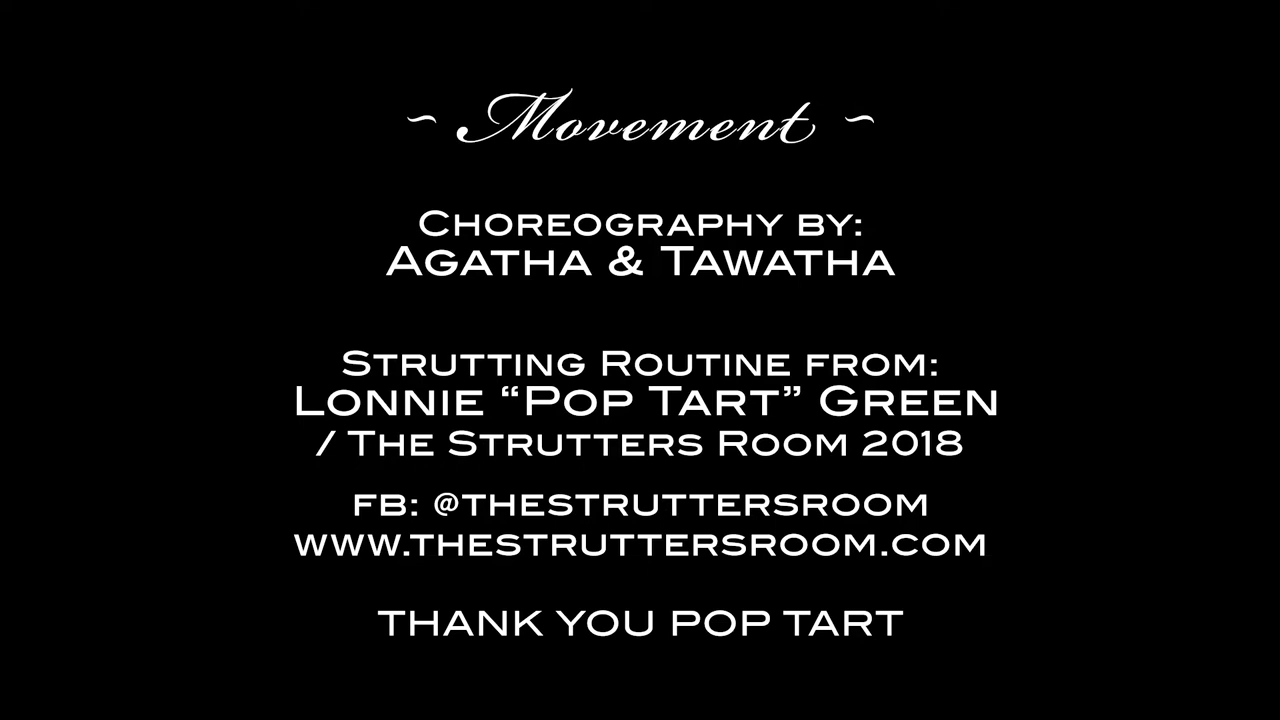 ~ Movement ~
Choreography by:
Agatha & Tawatha
Strutting Routine from:
Lonnie “Pop Tart” Green
/ The Strutters Room 2018
FB: @THESTRUTTERSROOM
WWW.THESTRUTTERSROOM.COM
THANK YOU POP TART